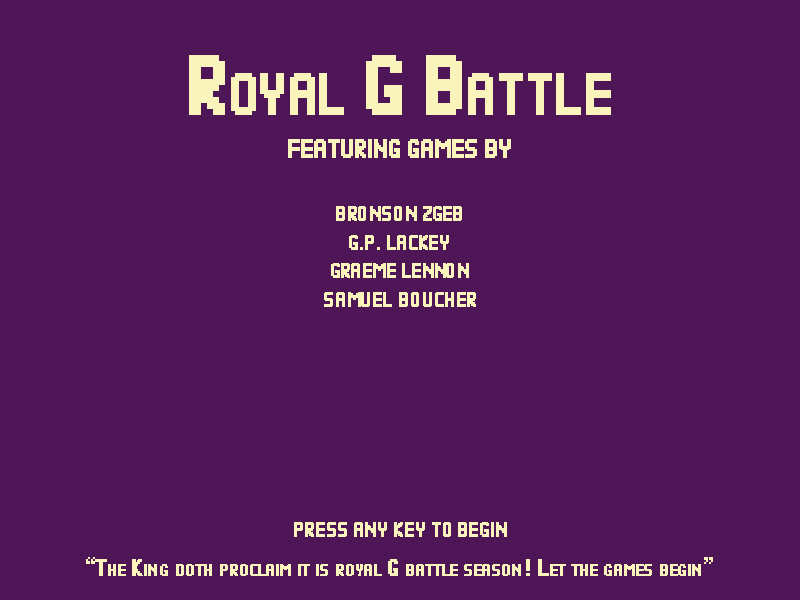 Royal G Battle
FEATURING GAMES BY
BRONSON ZGEB
G.P. LACKEY
GRAEME LENNON
SAMUEL BOUCHER
PRESS ANY KEY TO BEGIN
“The King doth proclaim it is royal G battle season! Let the games begin”